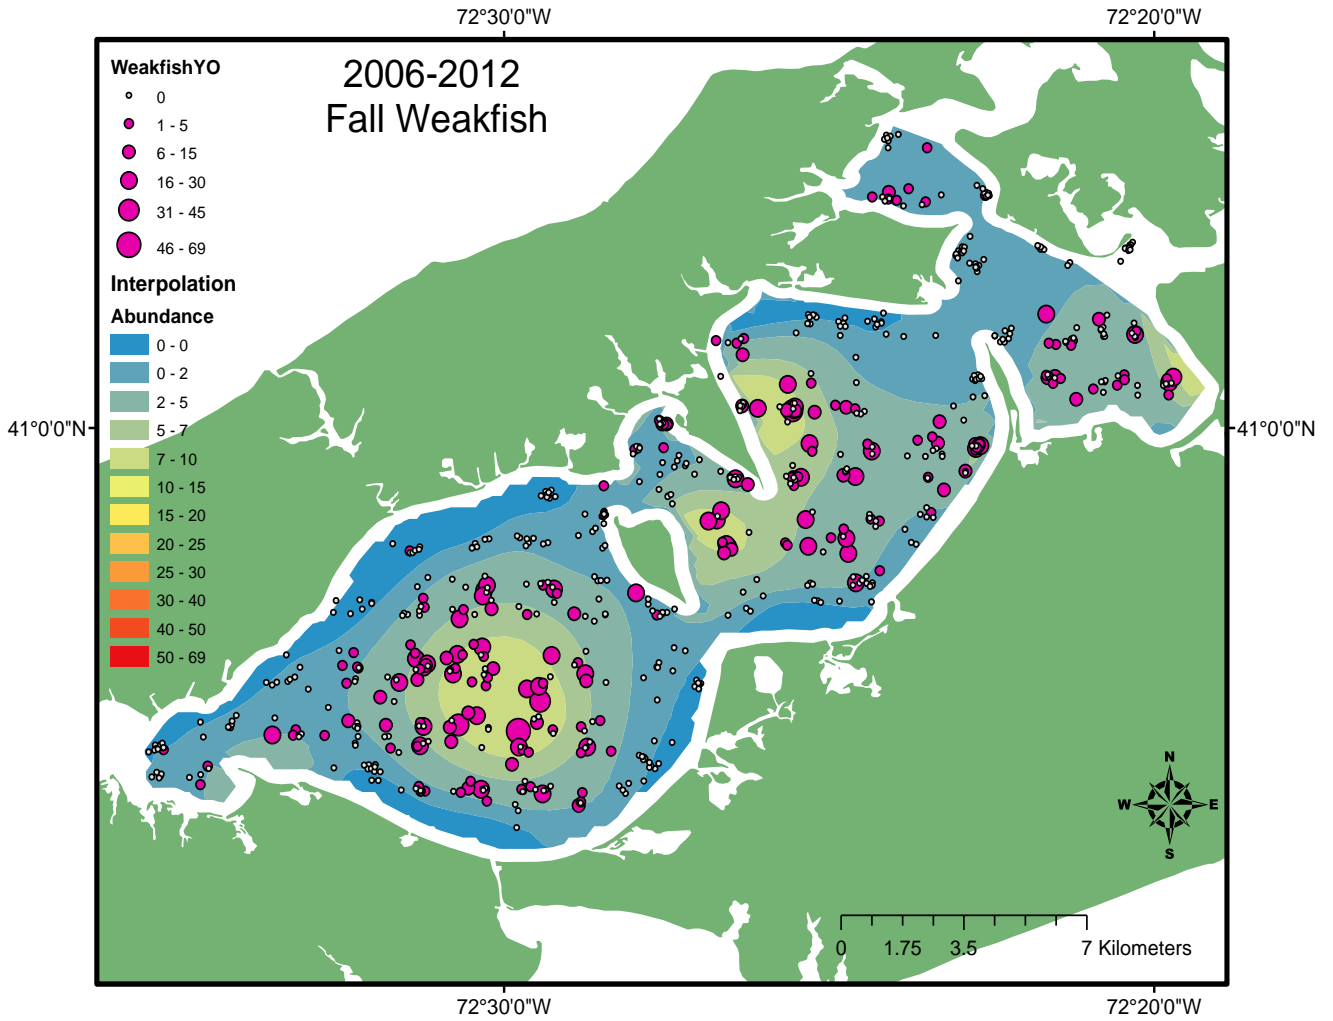 72°30'0"W
72°20'0"W
2006-2012
Fall Weakfish
WeakfishYO
0
1 - 5
6 - 15
16 - 30
31 - 45
46 - 69
Interpolation
Abundance
0 - 0
0 - 2
2 - 5
5 - 7
7 - 10
10 - 15
15 - 20
20 - 25
25 - 30
30 - 40
40 - 50
50 - 69
41°0'0"N
41°0'0"N
N
W
E
S
0 1.75 3.5 7 Kilometers
72°30'0"W
72°20'0"W